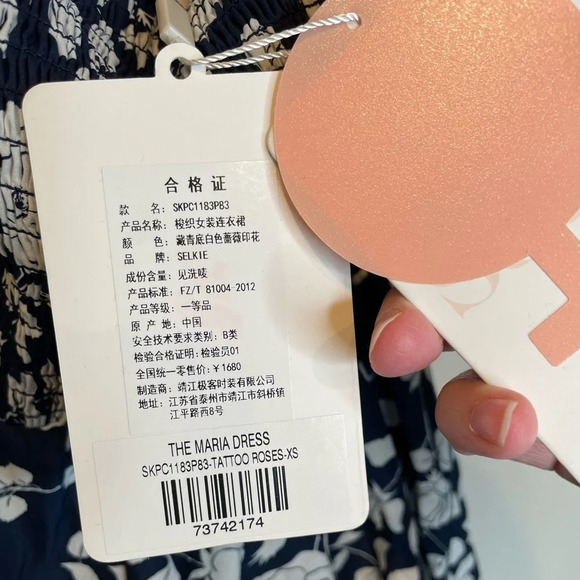 合格证
款 名：SKPC1183P83
产品名称：梭织女装连衣裙
颜 色：藏青底白色蔷薇印花
品 牌：SELKIE
成份含量：见洗唛
产品标准：FZ/T 81004-2012
产品等级：一等品
原 产 地：中国
安全技术要求类别：B类
检验合格证明：检验员01
全国统一零售价：￥1680
制造商：靖江极客时装有限公司
地址：江苏省泰州市靖江市斜桥镇
江平路西8号
THE MARIA DRESS
SKPC1183P83-TATTOO ROSES-XS
73742174